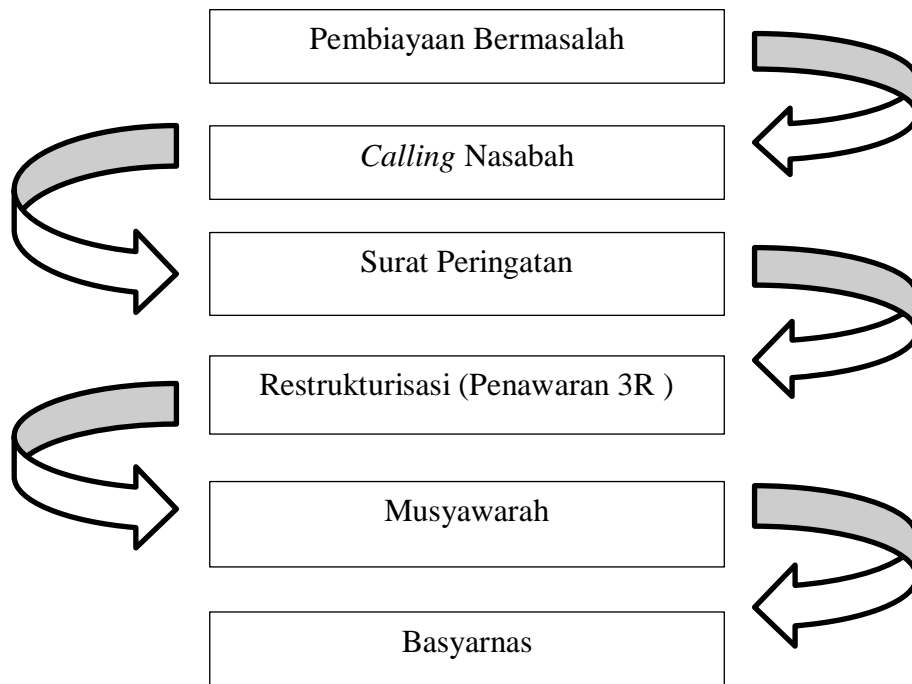 Pembiayaan Bermasalah
Calling Nasabah
Surat Peringatan
Restrukturisasi (Penawaran 3R )
Musyawarah
Basyarnas